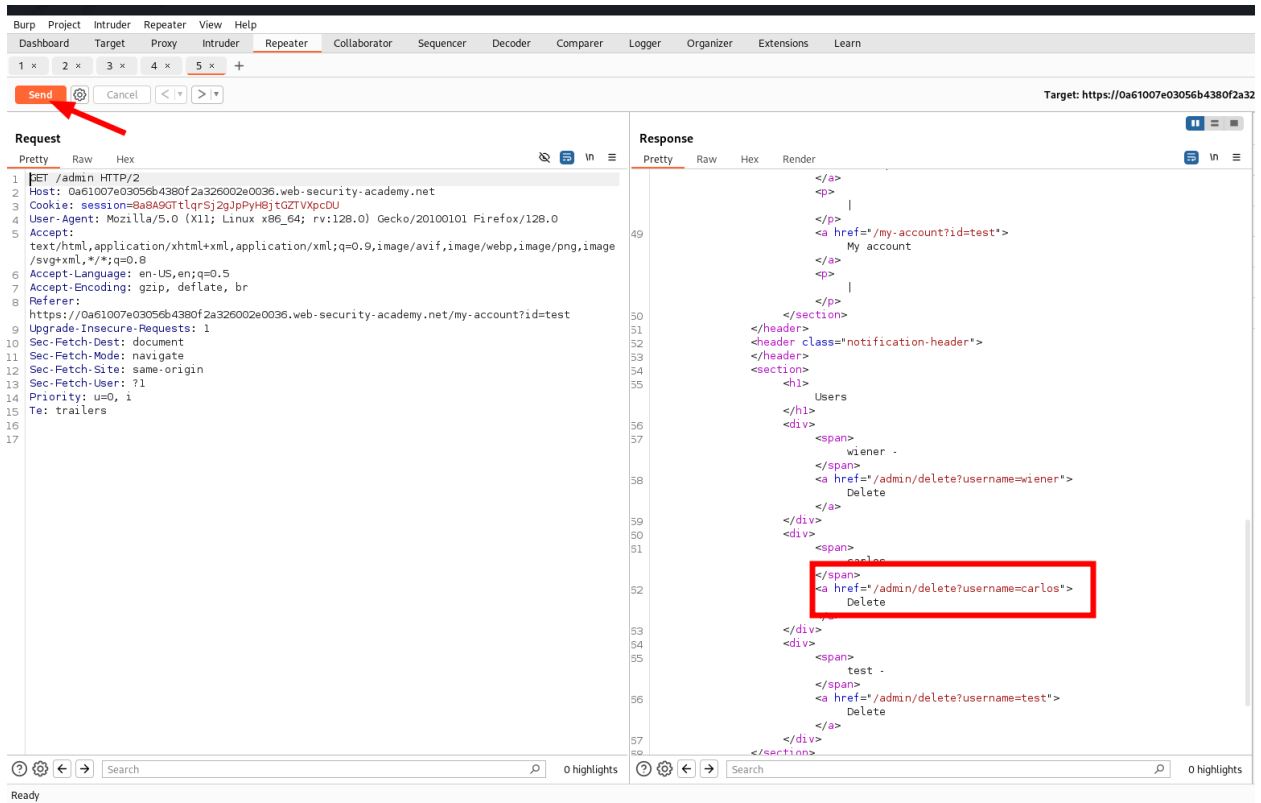 Burp Project Intruder Repeater View Help
Dashboard Target Proxy Intruder Repeater Collaborator Sequencer Decoder Comparer Logger Organizer Extensions Learn
1 × 2 × 3 × 4 × 5 × +
Send Cancel < ▾ > ▾ Target: https://0a61007e03056b4380f2a32
Request
Pretty Raw Hex \n
1 GET /admin HTTP/2
2 Host: 0a61007e03056b4380f2a326002e0036.web-security-academy.net
3 Cookie: session=8a8A9GTtlqrSj2gJpPyH8jtGZTVXpcDU
4 User-Agent: Mozilla/5.0 (X11; Linux x86_64; rv:128.0) Gecko/20100101 Firefox/128.0
5 Accept:
text/html,application/xhtml+xml,application/xml;q=0.9,image/avif,image/webp,image/png,image
/svg+xml,*/*;q=0.8
6 Accept-Language: en-US,en;q=0.5
7 Accept-Encoding: gzip, deflate, br
8 Referer:
https://0a61007e03056b4380f2a326002e0036.web-security-academy.net/my-account?id=test
9 Upgrade-Insecure-Requests: 1
10 Sec-Fetch-Dest: document
11 Sec-Fetch-Mode: navigate
12 Sec-Fetch-Site: same-origin
13 Sec-Fetch-User: ?1
14 Priority: u=0, i
15 Te: trailers
16
17
Search 0 highlights
Response
Pretty Raw Hex Render \n
</a>
<p>
|
</p>
49 <a href="/my-account?id=test">
My account
</a>
<p>
|
</p>
50 </section>
51 </header>
52 <header class="notification-header">
53 </header>
54 <section>
55 <h1>
Users
</h1>
56 <div>
57 <span>
wiener -
</span>
58 <a href="/admin/delete?username=wiener">
Delete
</a>
59 </div>
60 <div>
61 <span>
carlos
</span>
62 <a href="/admin/delete?username=carlos">
Delete
63 </div>
64 <div>
65 <span>
test -
</span>
66 <a href="/admin/delete?username=test">
Delete
</a>
67 </div>
68 </section>
Search 0 highlights
Ready